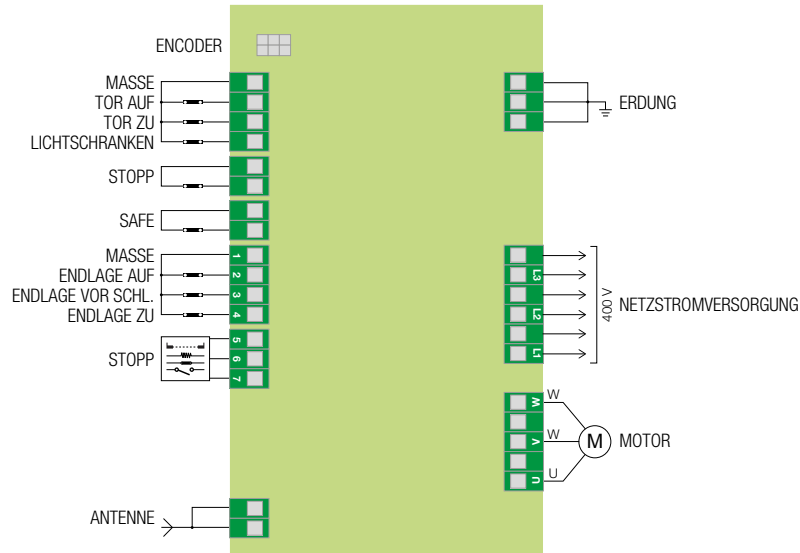 ENCODER
MASSE
TOR AUF
TOR ZU
LICHTSCHRANKEN
STOPP
SAFE
MASSE
1
ENDLAGE AUF
2
ENDLAGE VOR SCHL.
3
ENDLAGE ZU
4
STOPP
5
6
7
ANTENNE
ERDUNG
L3
L2
L1
400 V
NETZSTROMVERSORGUNG
W W
V W
U U
M
MOTOR